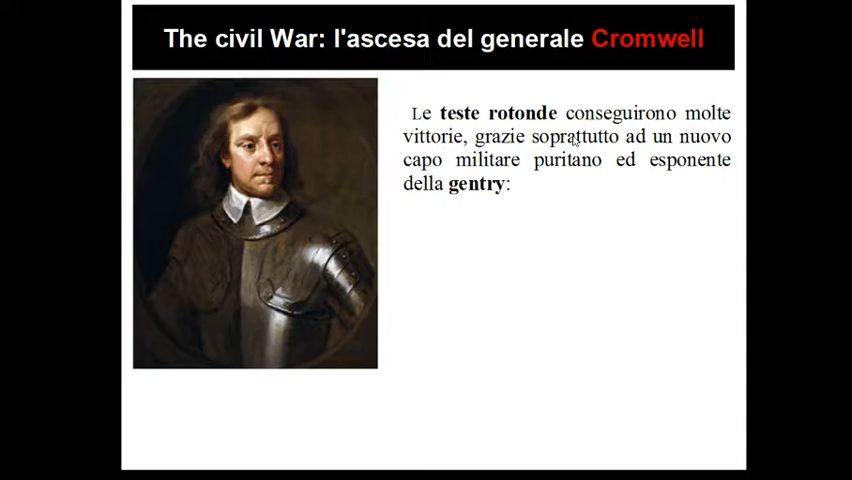 The civil War: l'ascesa del generale Cromwell
Le teste rotonde conseguirono molte
vittorie, grazie soprattutto ad un nuovo
capo militare puritano ed esponente
della gentry: